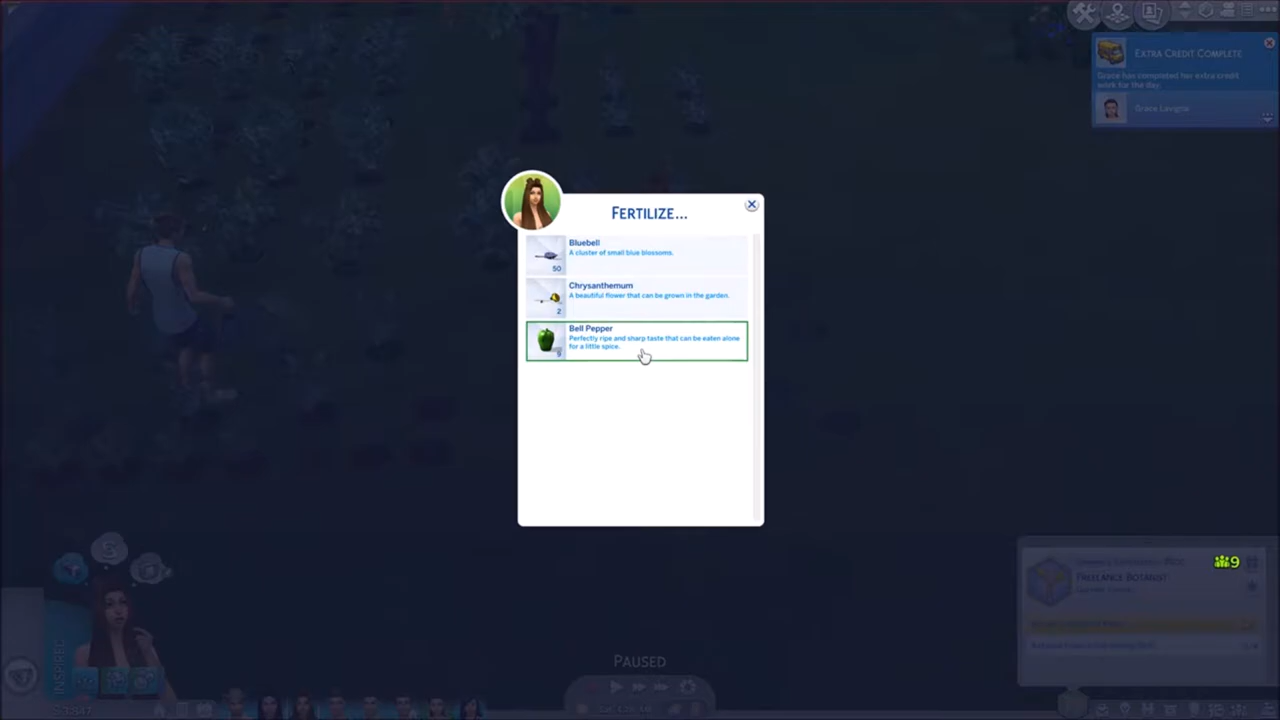 EXTRA CREDIT COMPLETE
Grace has completed her extra credit
work for the day.
Grace Lavigne
FERTILIZE...
Bluebell
A cluster of small blue blossoms.
50
Chrysanthemum
A beautiful flower that can be grown in the garden.
2
Bell Pepper
Perfectly ripe and sharp taste that can be eaten alone
for a little spice.
9
9
FREELANCE BOTANIST
INSPIRED
PAUSED